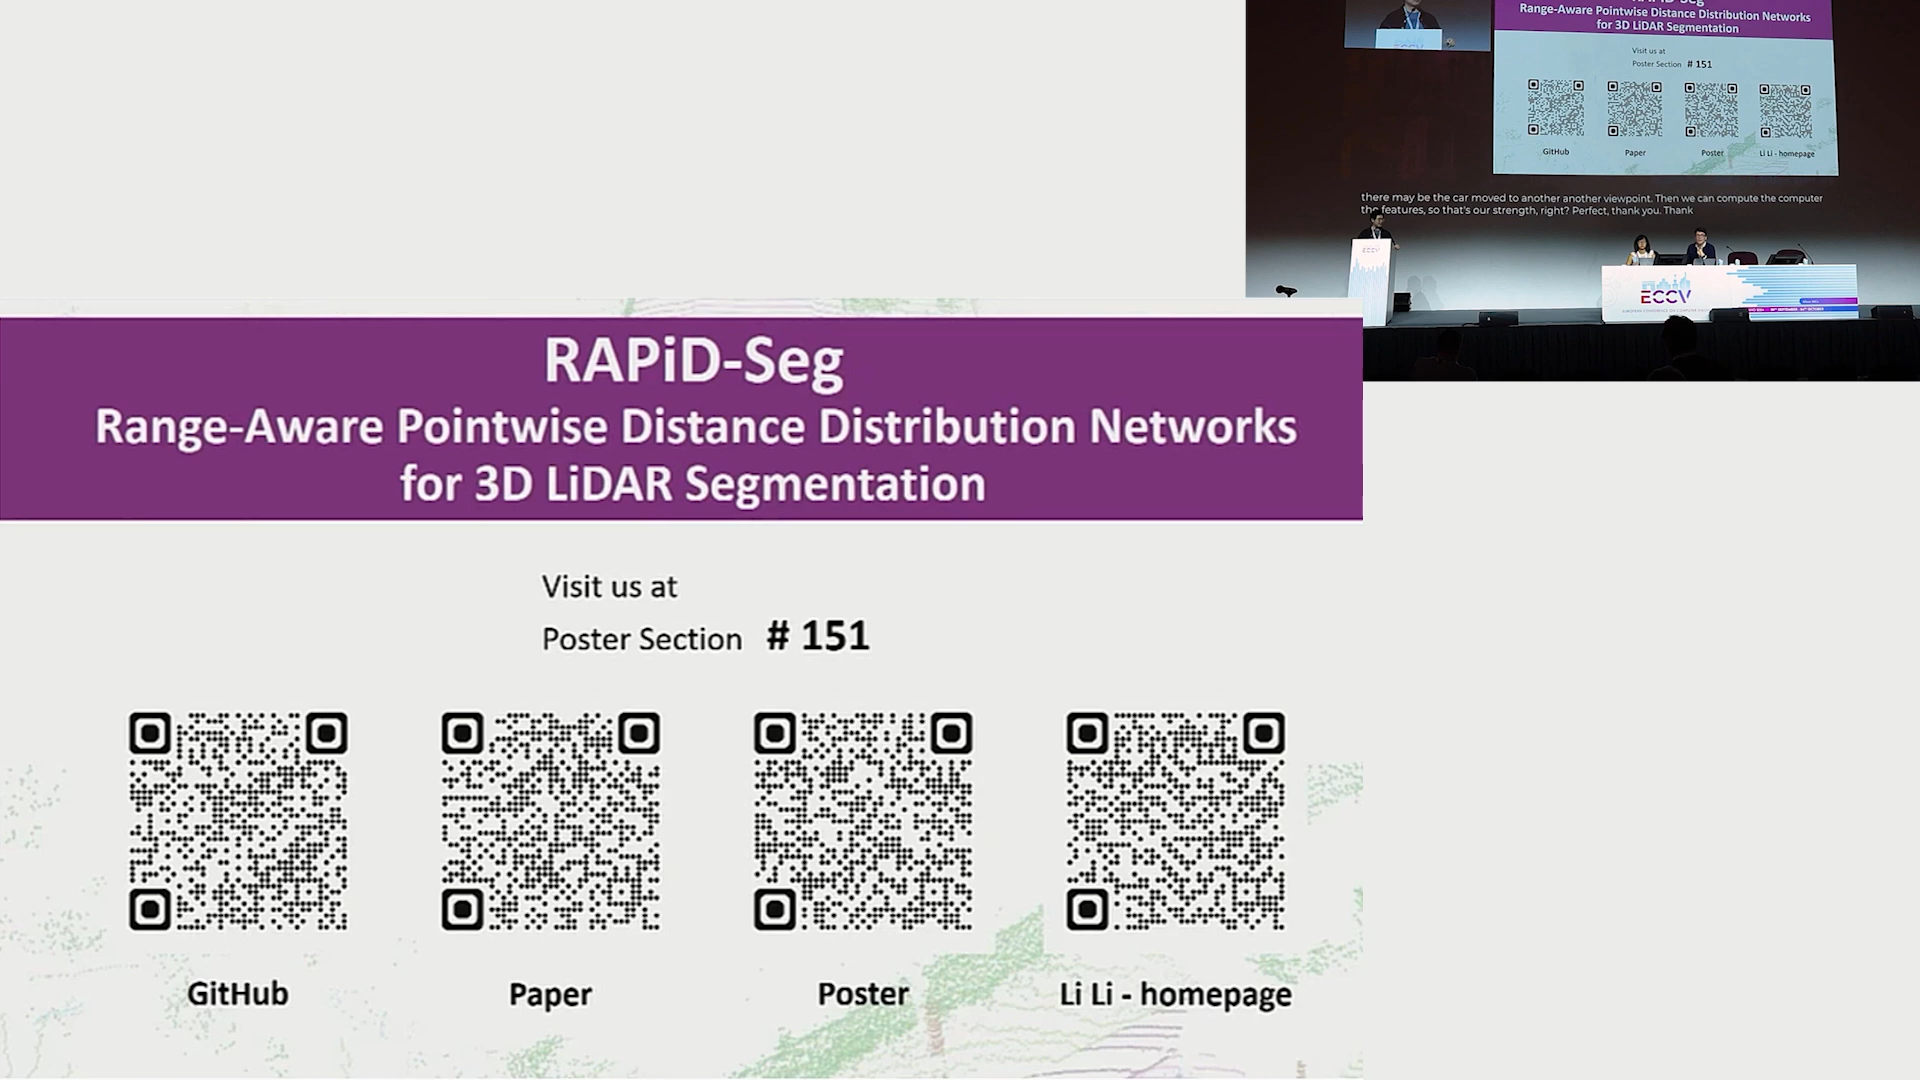 RAPiD-Seg
Range-Aware Pointwise Distance Distribution Networks
for 3D LiDAR Segmentation
Visit us at
Poster Section # 151
GitHub
Paper
Poster
Li Li - homepage
Range-Aware Pointwise Distance Distribution Networks
for 3D LiDAR Segmentation
Visit us at
Poster Section # 151
GitHub
Paper
Poster
Li Li - homepage
there may be the car moved to another another viewpoint. Then we can compute the computer
the features, so that's our strength, right? Perfect, thank you. Thank
ECCV
ECCV